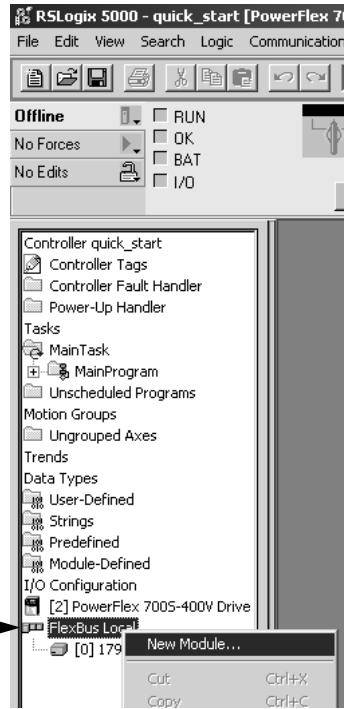 RSLogix 5000 - quick_start [PowerFlex 70
File Edit View Search Logic Communication
Offline
RUN
No Forces
OK
BAT
No Edits
I/O
Controller quick_start
Controller Tags
Controller Fault Handler
Power-Up Handler
Tasks
MainTask
MainProgram
Unscheduled Programs
Motion Groups
Ungrouped Axes
Trends
Data Types
User-Defined
Strings
Predefined
Module-Defined
I/O Configuration
[2] PowerFlex 700S-400V Drive
FlexBus Local
[0] 179
New Module...
Cut Ctrl+X
Copy Ctrl+C